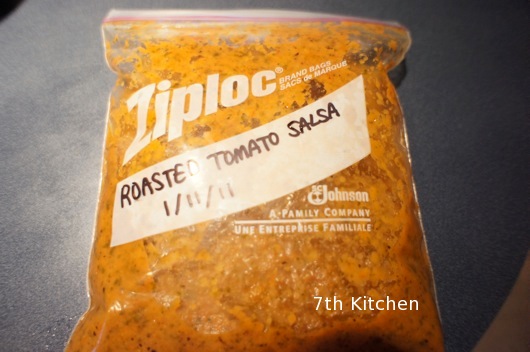 Ziploc®
BRAND BAGS
SACS de MARQUE
ROASTED TOMATO SALSA
1/11/11
SC Johnson
A FAMILY COMPANY
UNE ENTREPRISE FAMILIALE
7th Kitchen